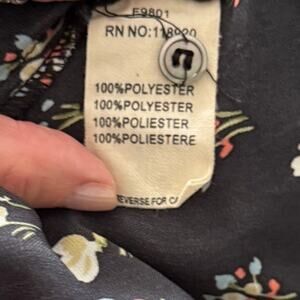 E9801
RN NO:118920
100%POLYESTER
100%POLYESTER
100%POLIESTER
100%POLIESTERE
REVERSE FOR